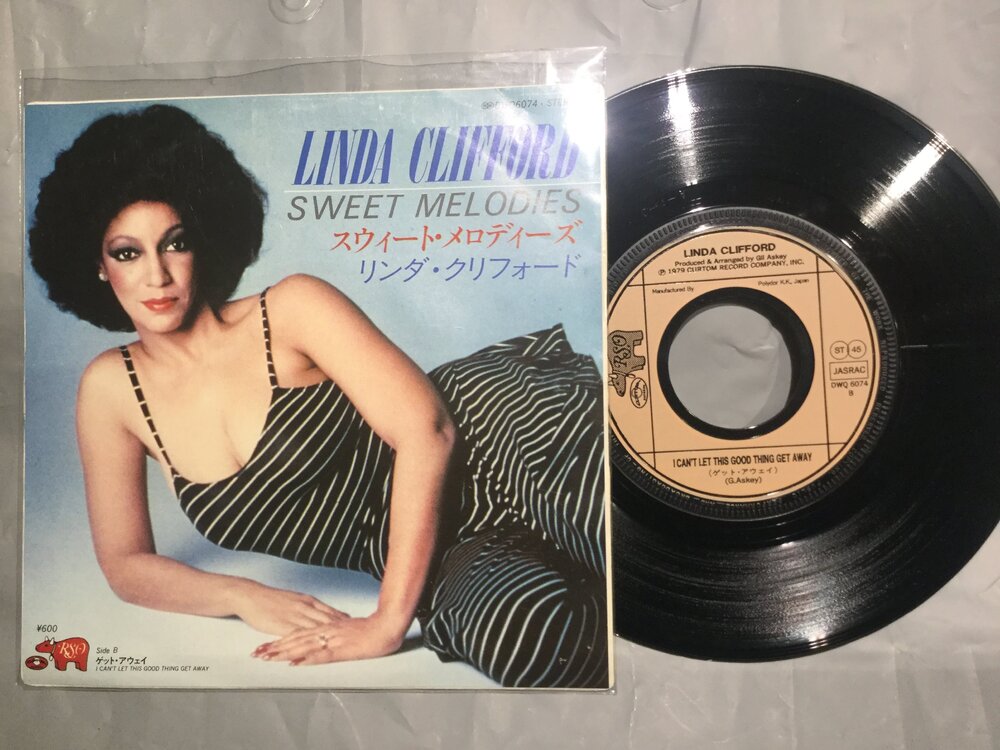 6074・STE
LINDA CLIFFORD
SWEET MELODIES
スウィート・メロディーズ
リンダ・クリフォード
¥600
RSO
Side B
ゲット・アウェイ
I CAN'T LET THIS GOOD THING GET AWAY
LINDA CLIFFORD
Produced & Arranged by Gil Askey
℗ 1979 CURTOM RECORD COMPANY, INC.
Manufactured By Polydor K.K., Japan
RSO
ST 45
JASRAC
DWQ 6074
B
I CAN'T LET THIS GOOD THING GET AWAY
(ゲット・アウェイ)
(G.Askey)